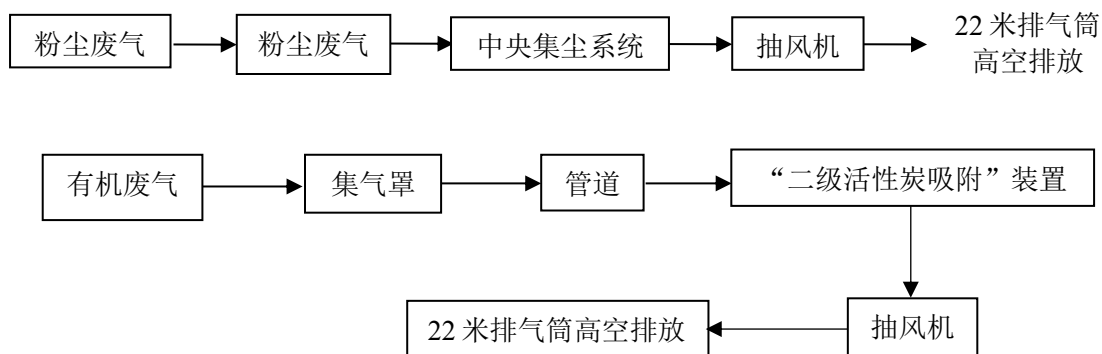 粉尘废气
粉尘废气
中央集尘系统
抽风机
22 米排气筒
高空排放
有机废气
集气罩
管道
“二级活性炭吸附”装置
22 米排气筒高空排放
抽风机